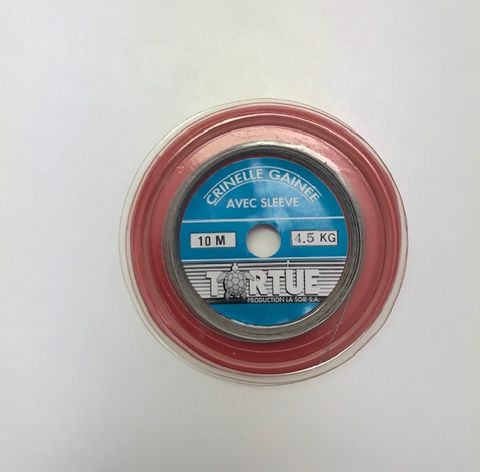 CRINELLE GAINÉE
AVEC SLEEVE
10 M
4.5 KG
TORTUE
PRODUCTION LA SOIE S.A.